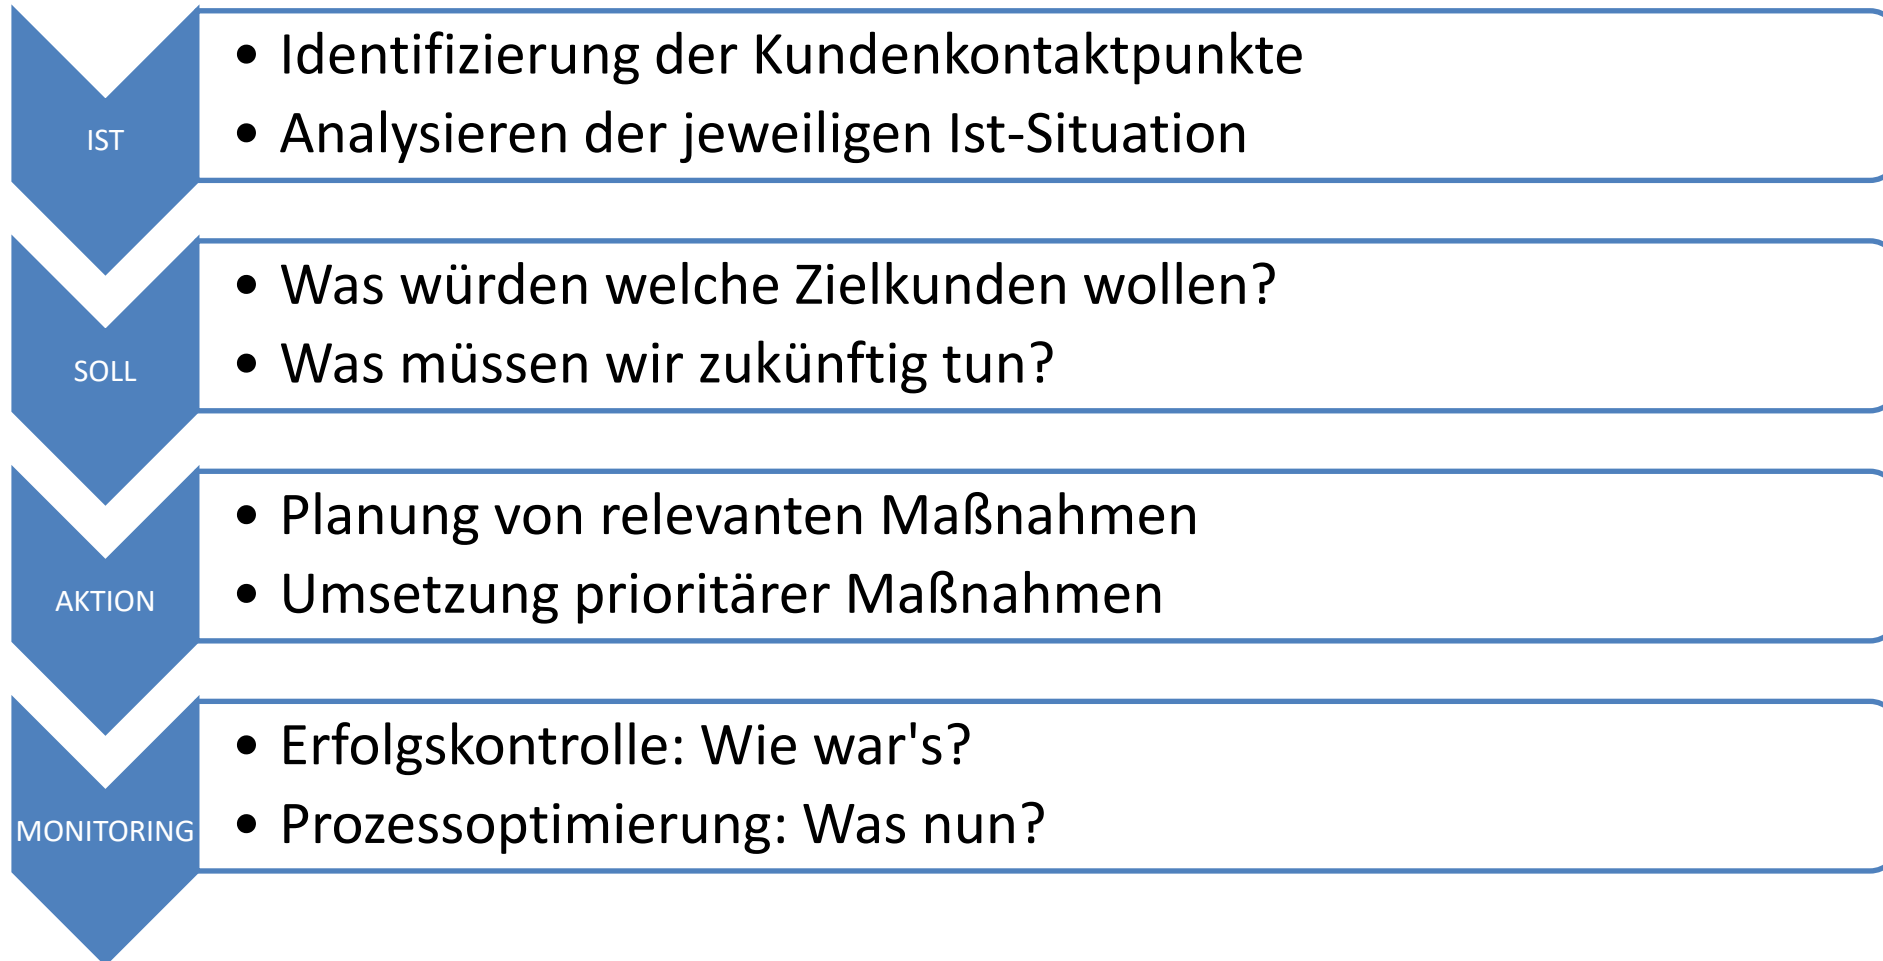 IST
• Identifizierung der Kundenkontaktpunkte
• Analysieren der jeweiligen Ist-Situation
SOLL
• Was würden welche Zielkunden wollen?
• Was müssen wir zukünftig tun?
AKTION
• Planung von relevanten Maßnahmen
• Umsetzung prioritärer Maßnahmen
MONITORING
• Erfolgskontrolle: Wie war's?
• Prozessoptimierung: Was nun?